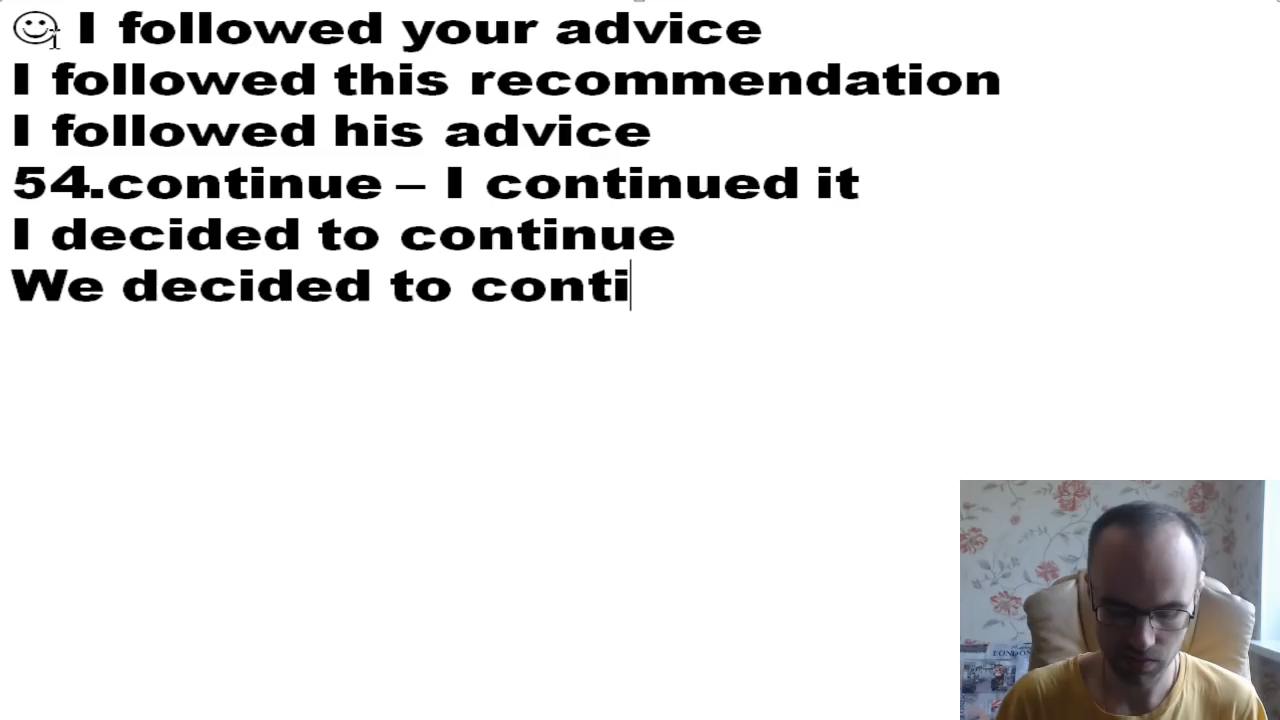 ☺ I followed your advice
I followed this recommendation
I followed his advice
54.continue – I continued it
I decided to continue
We decided to conti
LONDON